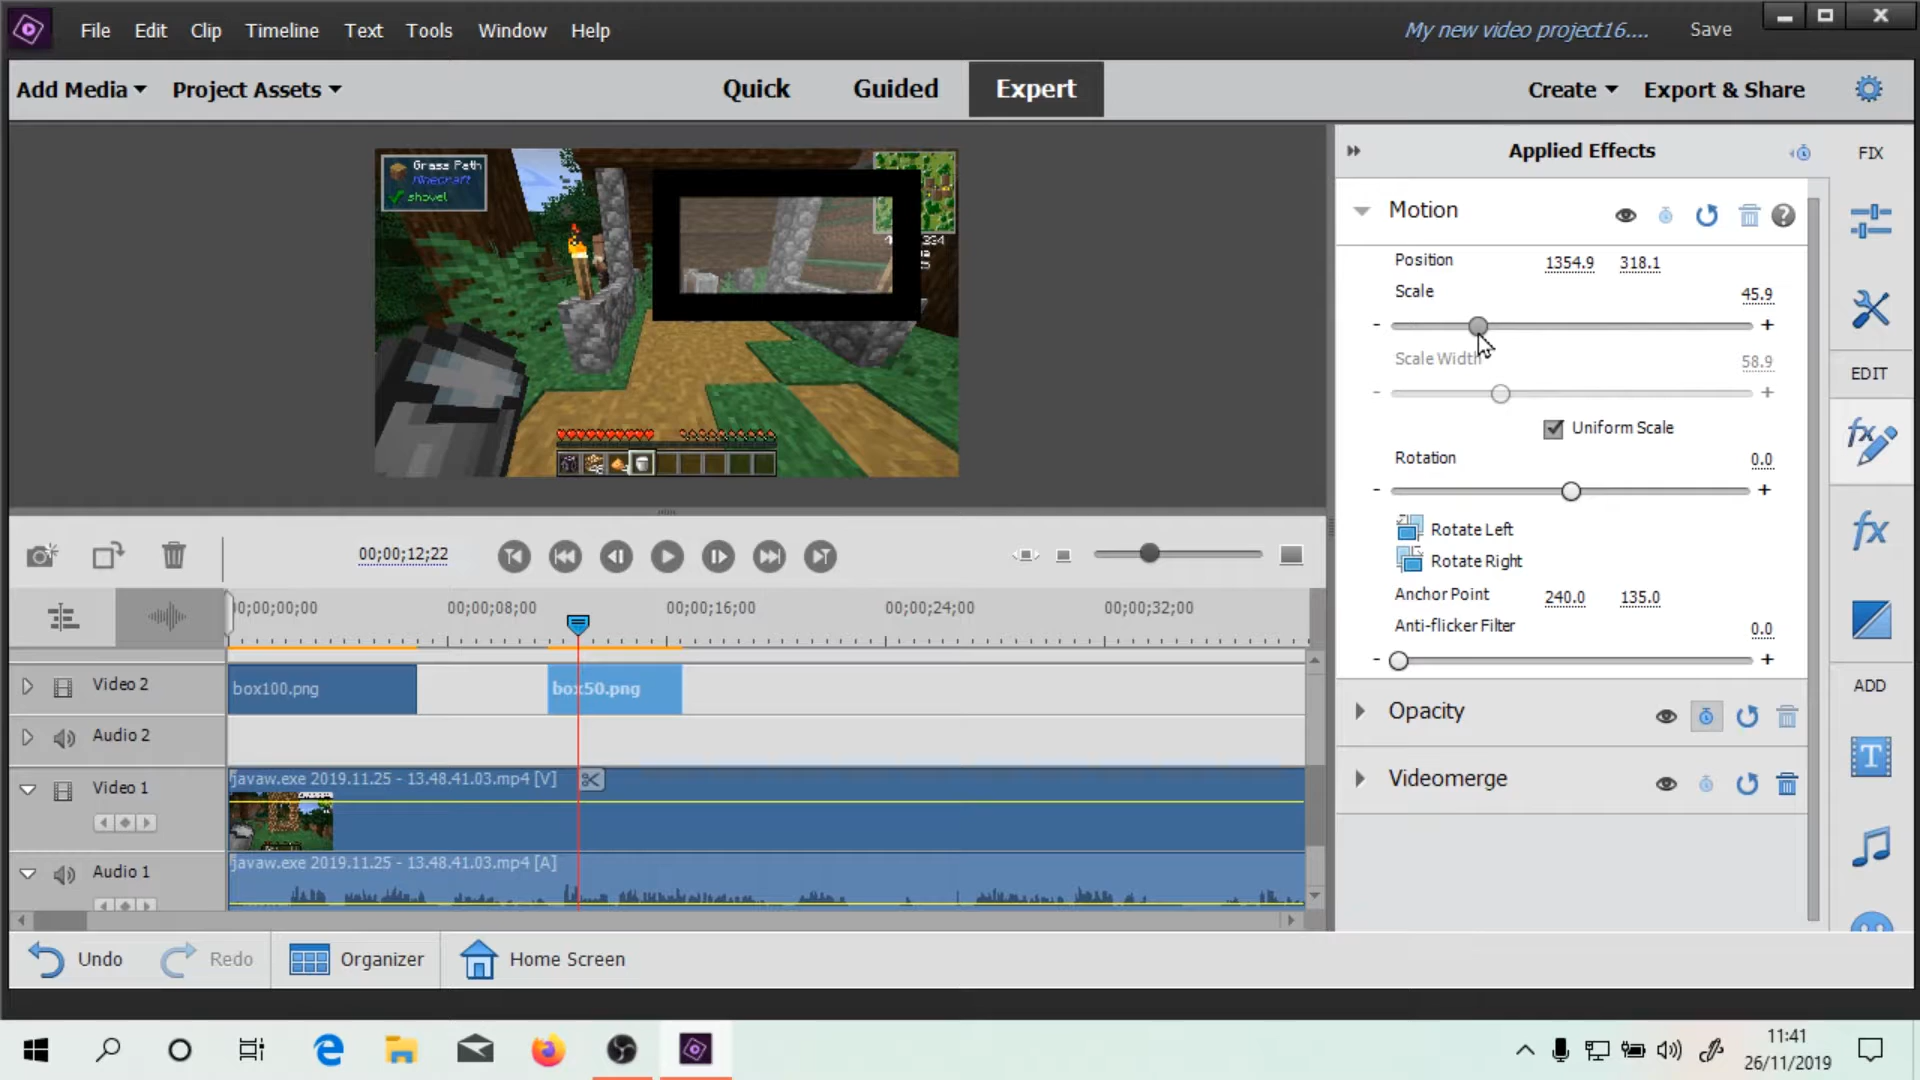 File Edit Clip Timeline Text Tools Window Help
My new video project16.... Save
Add Media Project Assets Quick Guided Expert Create Export & Share
Applied Effects
FIX
Grass Path
Minecraft
shovel
Motion
Position 1354.9 318.1
Scale 45.9
- +
Scale Width 58.9
- +
Uniform Scale
EDIT
Rotation 0.0
- +
Rotate Left
Rotate Right
Anchor Point 240.0 135.0
Anti-flicker Filter 0.0
- +
Opacity
Videomerge
ADD
00;00;12;22
00;00;08;00 00;00;16;00 00;00;24;00 00;00;32;00
Video 2 box100.png box50.png
Audio 2
Video 1 javaw.exe 2019.11.25 - 13.48.41.03.mp4 [V]
Audio 1 javaw.exe 2019.11.25 - 13.48.41.03.mp4 [A]
Undo Redo Organizer Home Screen
11:41
26/11/2019